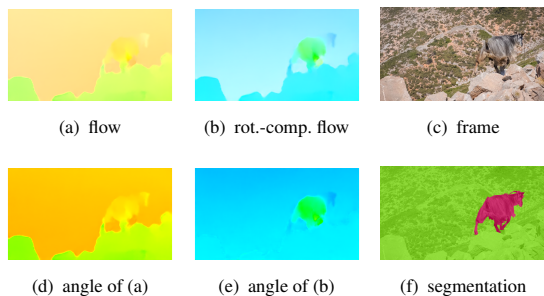 (a) flow
(b) rot.-comp. flow
(c) frame
(d) angle of (a)
(e) angle of (b)
(f) segmentation